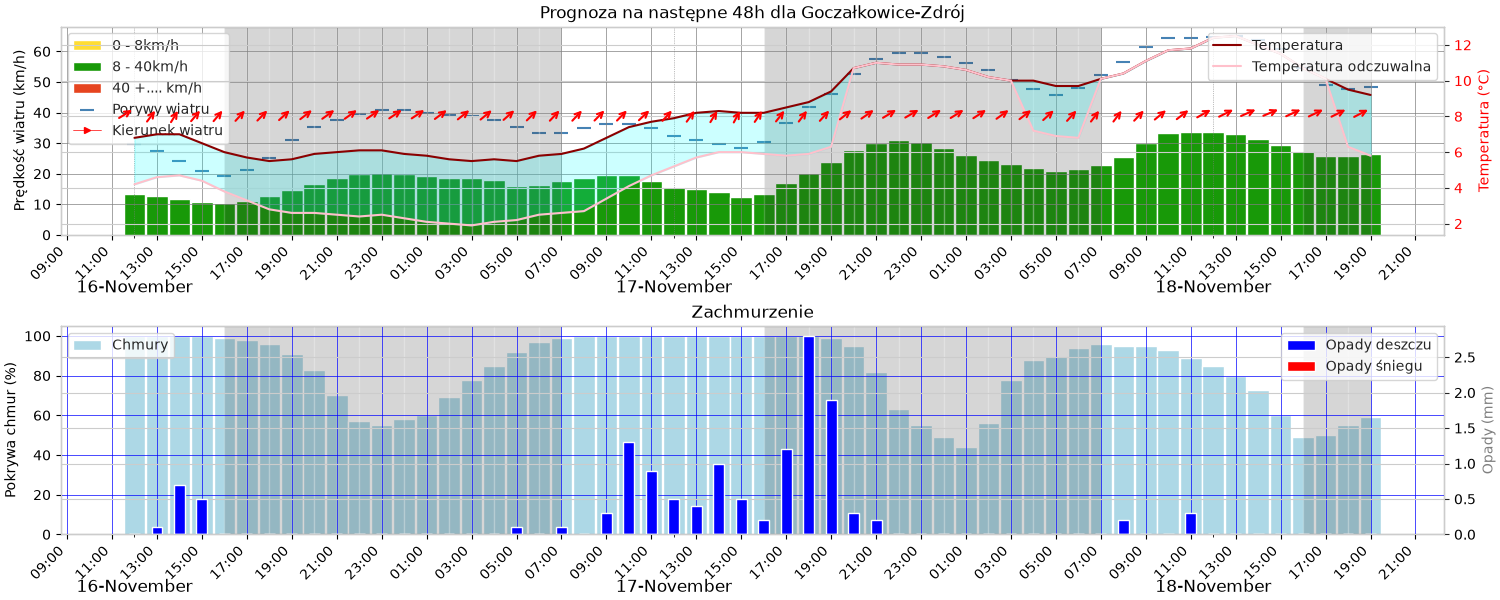 Prognoza na następne 48h dla Goczałkowice-Zdrój
Prędkość wiatru (km/h)
60
50
40
30
20
10
0
0 - 8km/h
8 - 40km/h
40 +.... km/h
Porywy wiatru
Kierunek wiatru
Temperatura
Temperatura odczuwalna
12
10
8
6
4
2
Temperatura (°C)
09:00 11:00 13:00 15:00 17:00 19:00 21:00 23:00 01:00 03:00 05:00 07:00 09:00 11:00 13:00 15:00 17:00 19:00 21:00 23:00 01:00 03:00 05:00 07:00 09:00 11:00 13:00 15:00 17:00 19:00 21:00
16-November 17-November 18-November
Zachmurzenie
Pokrywa chmur (%)
100
80
60
40
20
0
Chmury
Opady deszczu
Opady śniegu
2.5
2.0
1.5
1.0
0.5
0.0
Opady (mm)
09:00 11:00 13:00 15:00 17:00 19:00 21:00 23:00 01:00 03:00 05:00 07:00 09:00 11:00 13:00 15:00 17:00 19:00 21:00 23:00 01:00 03:00 05:00 07:00 09:00 11:00 13:00 15:00 17:00 19:00 21:00
16-November 17-November 18-November